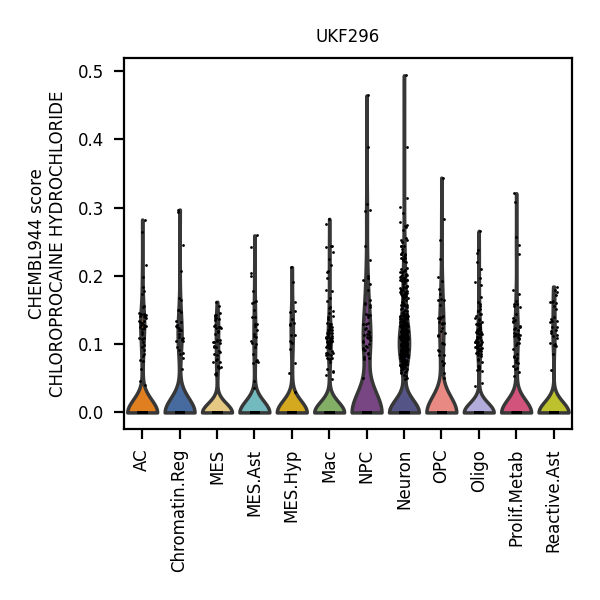 UKF296
CHEMBL944 score
CHLOROPROCAINE HYDROCHLORIDE
0.5
0.4
0.3
0.2
0.1
0.0
AC
Chromatin.Reg
MES
MES.Ast
MES.Hyp
Mac
NPC
Neuron
OPC
Oligo
Prolif.Metab
Reactive.Ast